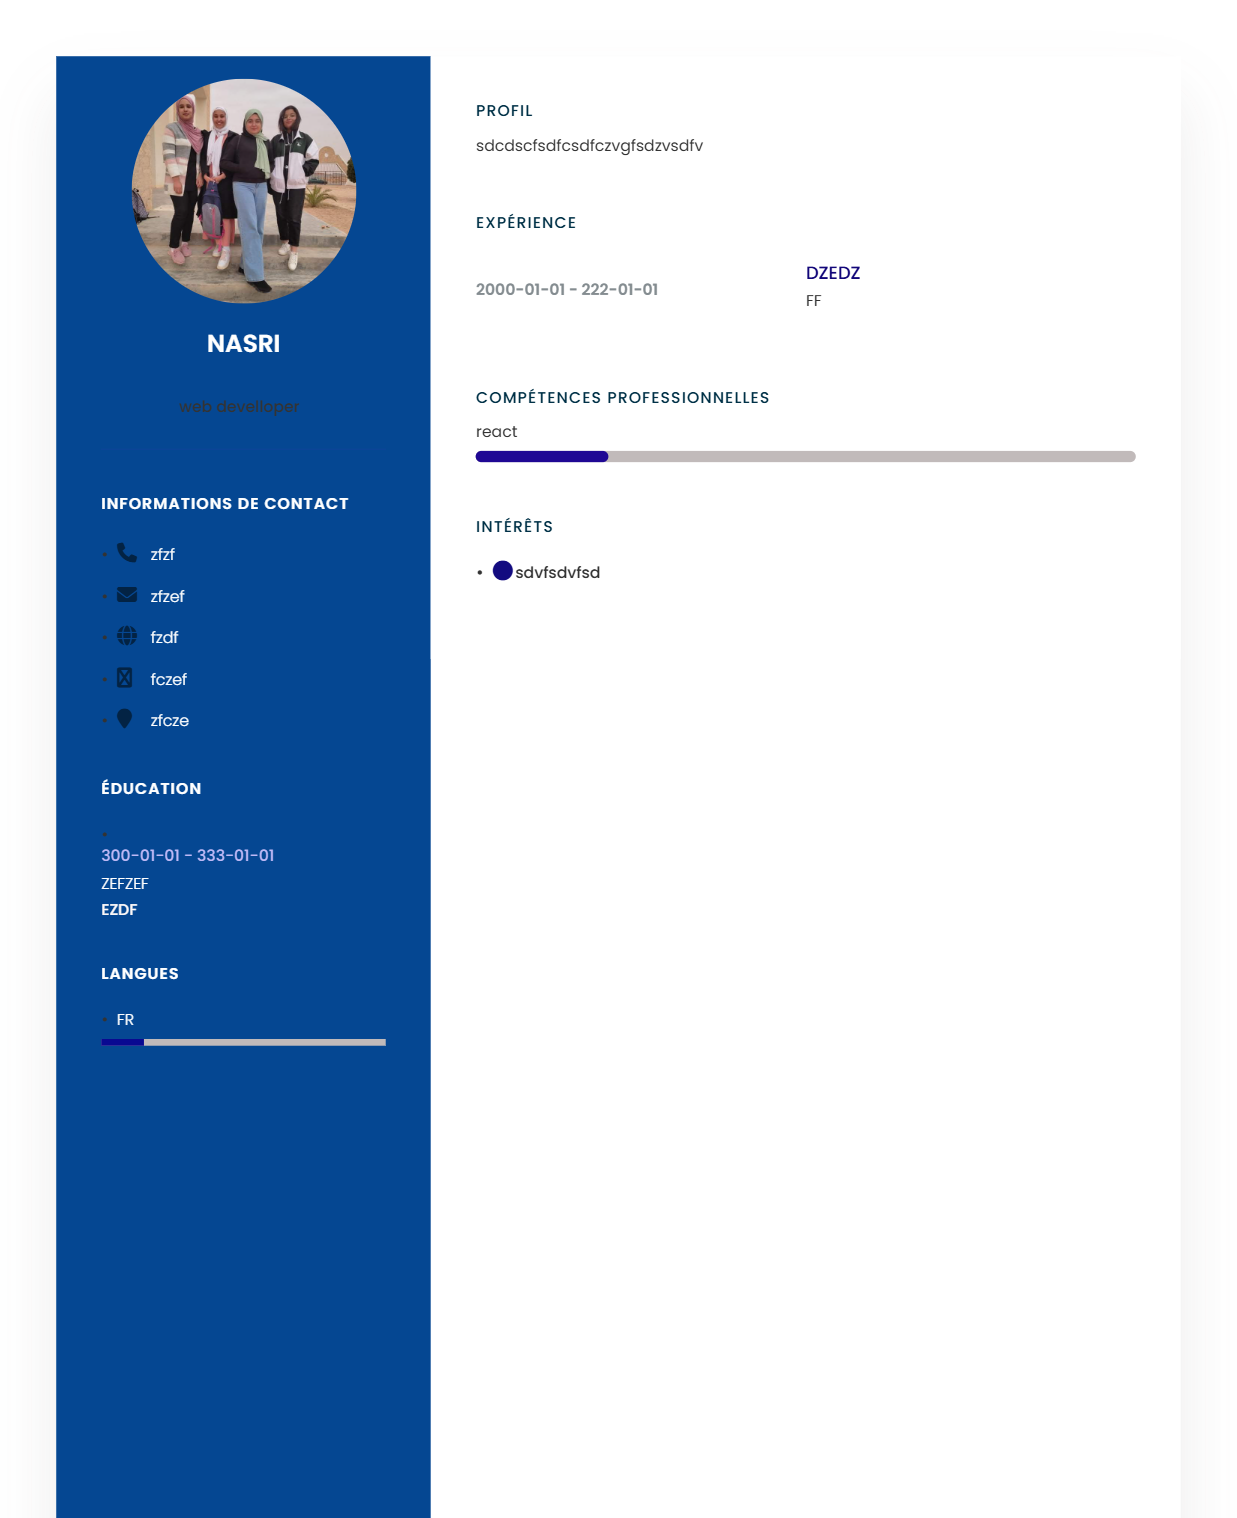 NASRI
web develloper
INFORMATIONS DE CONTACT
zfzf
zfzef
fzdf
fczef
zfcze
ÉDUCATION
300-01-01 - 333-01-01
ZEFZEF
EZDF
LANGUES
FR
PROFIL
sdcdscfsdfcsdfczvgfsdzvsdfv
EXPÉRIENCE
2000-01-01 - 222-01-01
DZEDZ
FF
COMPÉTENCES PROFESSIONNELLES
react
INTÉRÊTS
sdvfsdvfsd